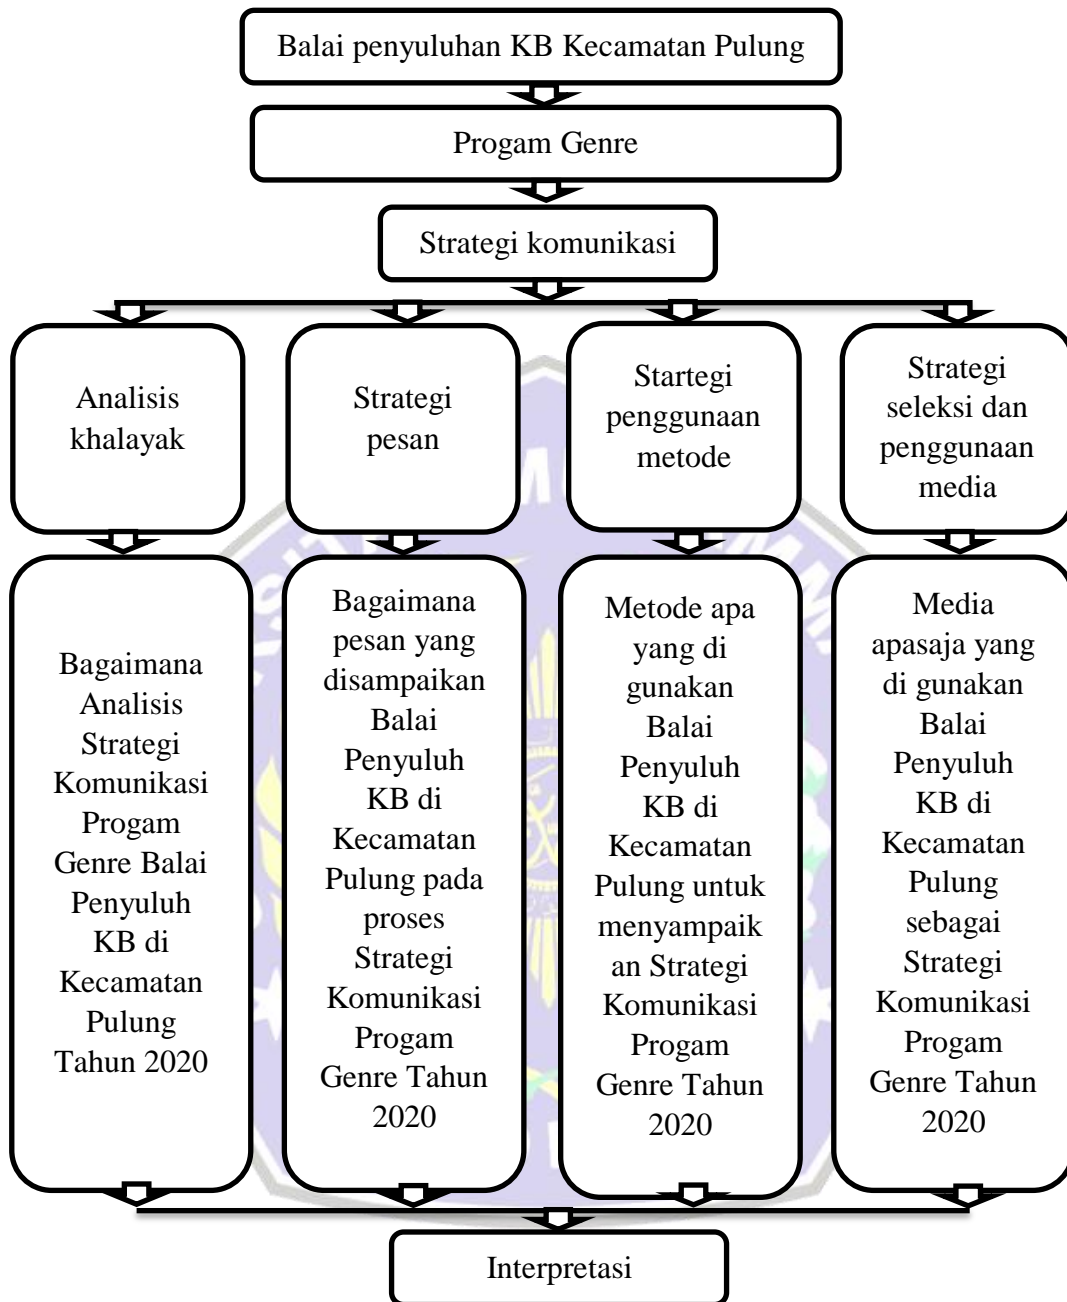 Balai penyuluhan KB Kecamatan Pulung
Progam Genre
Strategi komunikasi
Analisis
khalayak
Strategi
pesan
Startegi
penggunaan
metode
Strategi
seleksi dan
penggunaan
media
Bagaimana
Analisis
Strategi
Komunikasi
Progam
Genre Balai
Penyuluh
KB di
Kecamatan
Pulung
Tahun 2020
Bagaimana
pesan yang
disampaikan
Balai
Penyuluh
KB di
Kecamatan
Pulung pada
proses
Strategi
Komunikasi
Progam
Genre Tahun
2020
Metode apa
yang di
gunakan
Balai
Penyuluh
KB di
Kecamatan
Pulung untuk
menyampaik
an Strategi
Komunikasi
Progam
Genre Tahun
2020
Media
apasaja yang
di gunakan
Balai
Penyuluh
KB di
Kecamatan
Pulung
sebagai
Strategi
Komunikasi
Progam
Genre Tahun
2020
Interpretasi